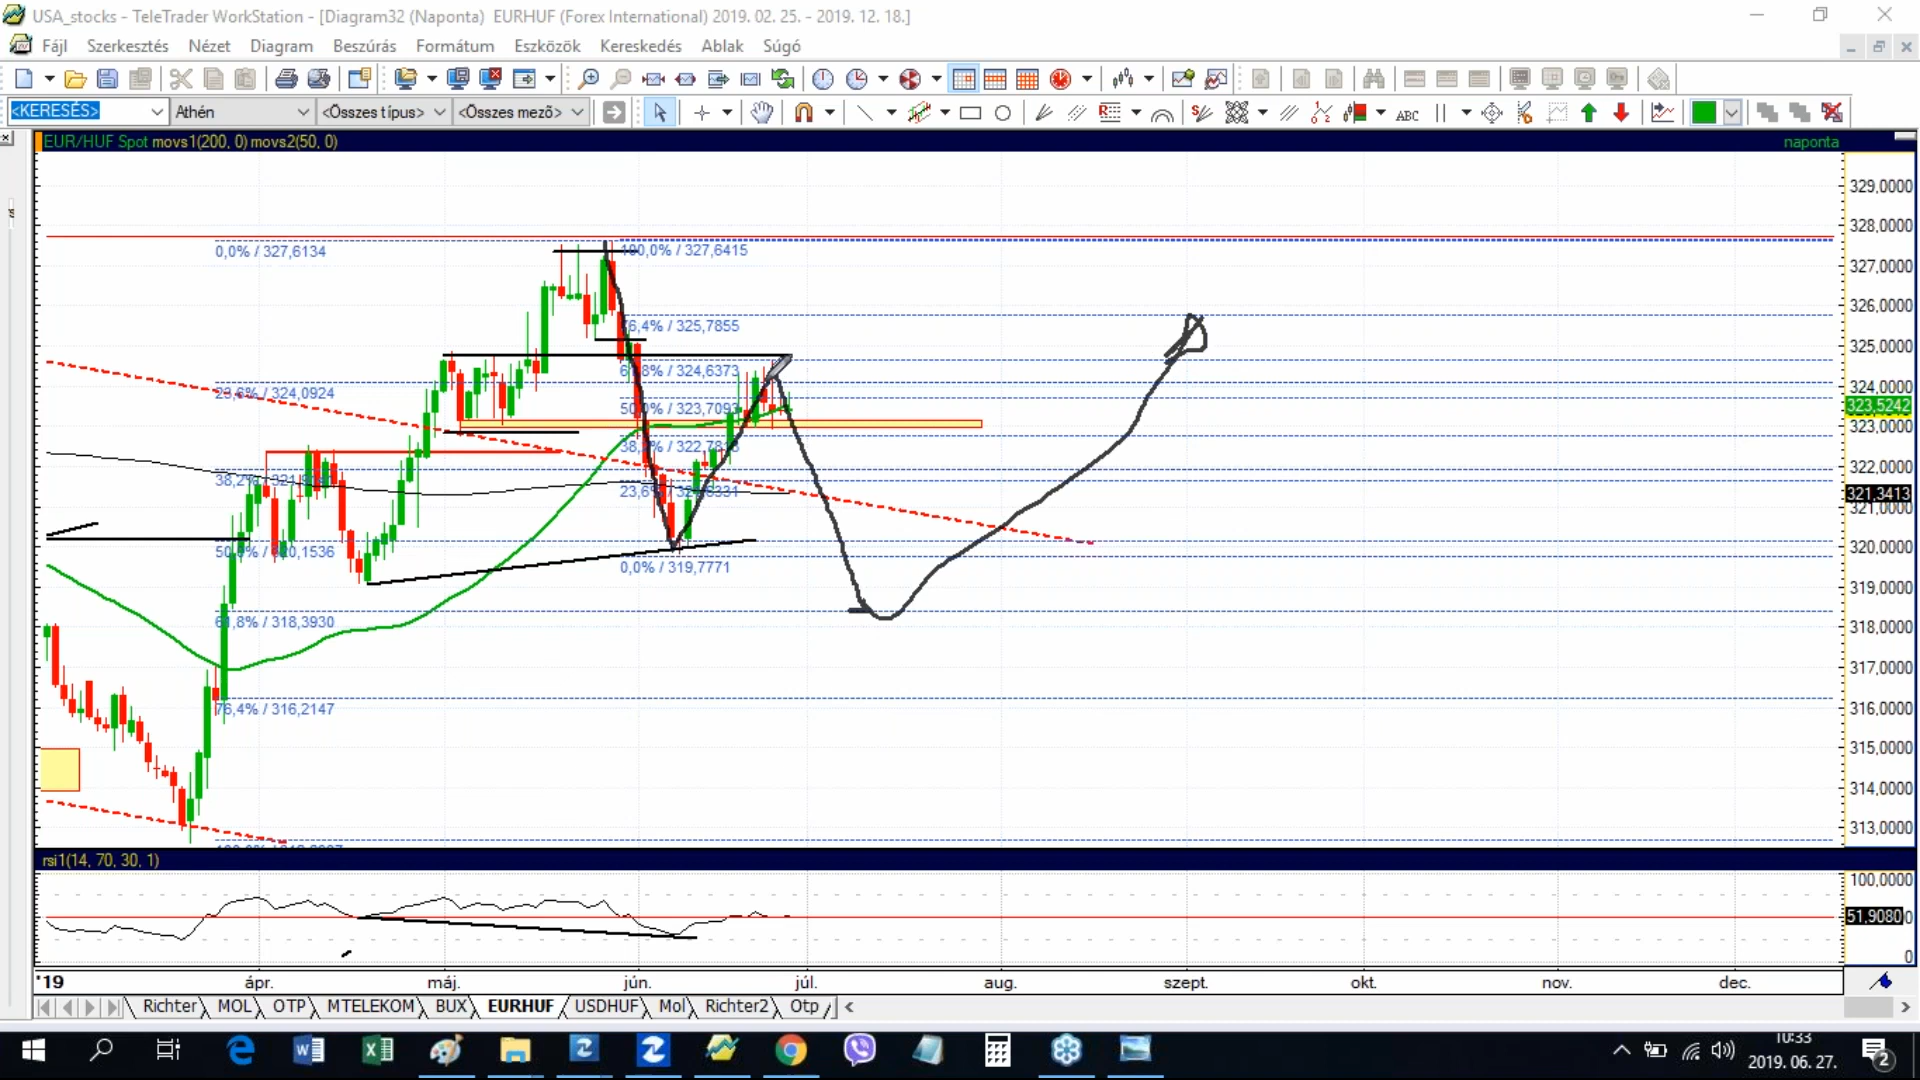 USA_stocks - TeleTrader WorkStation - [Diagram32 (Naponta) EURHUF (Forex International) 2019. 02. 25. - 2019. 12. 18.]
Fájl Szerkesztés Nézet Diagram Beszúrás Formátum Eszközök Kereskedés Ablak Súgó
<KERESÉS> Athén <Összes típus> <Összes mező> ABC
EUR/HUF Spot movs1(200, 0) movs2(50, 0) naponta
329,0000
328,0000
0,0% / 327,6134 100,0% / 327,6415
327,0000
326,0000
76,4% / 325,7855
325,0000
61,8% / 324,6373
324,0000
23,6% / 324,0924
323,5242
50,0% / 323,7093
323,0000
38,2% / 322,7813
322,0000
38,2%
23,6%
321,3413
321,0000
320,0000
50,0% / 320,1536
0,0% / 319,7771
319,0000
61,8% / 318,3930
318,0000
317,0000
76,4% / 316,2147
316,0000
315,0000
314,0000
313,0000
rsi1(14, 70, 30, 1)
100,0000
51,9080
0
'19 ápr. máj. jún. júl. aug. szept. okt. nov. dec.
Richter MOL OTP MTELEKOM BUX EURHUF USDHUF Mol Richter2 Otp
10:33
2019. 06. 27.
2